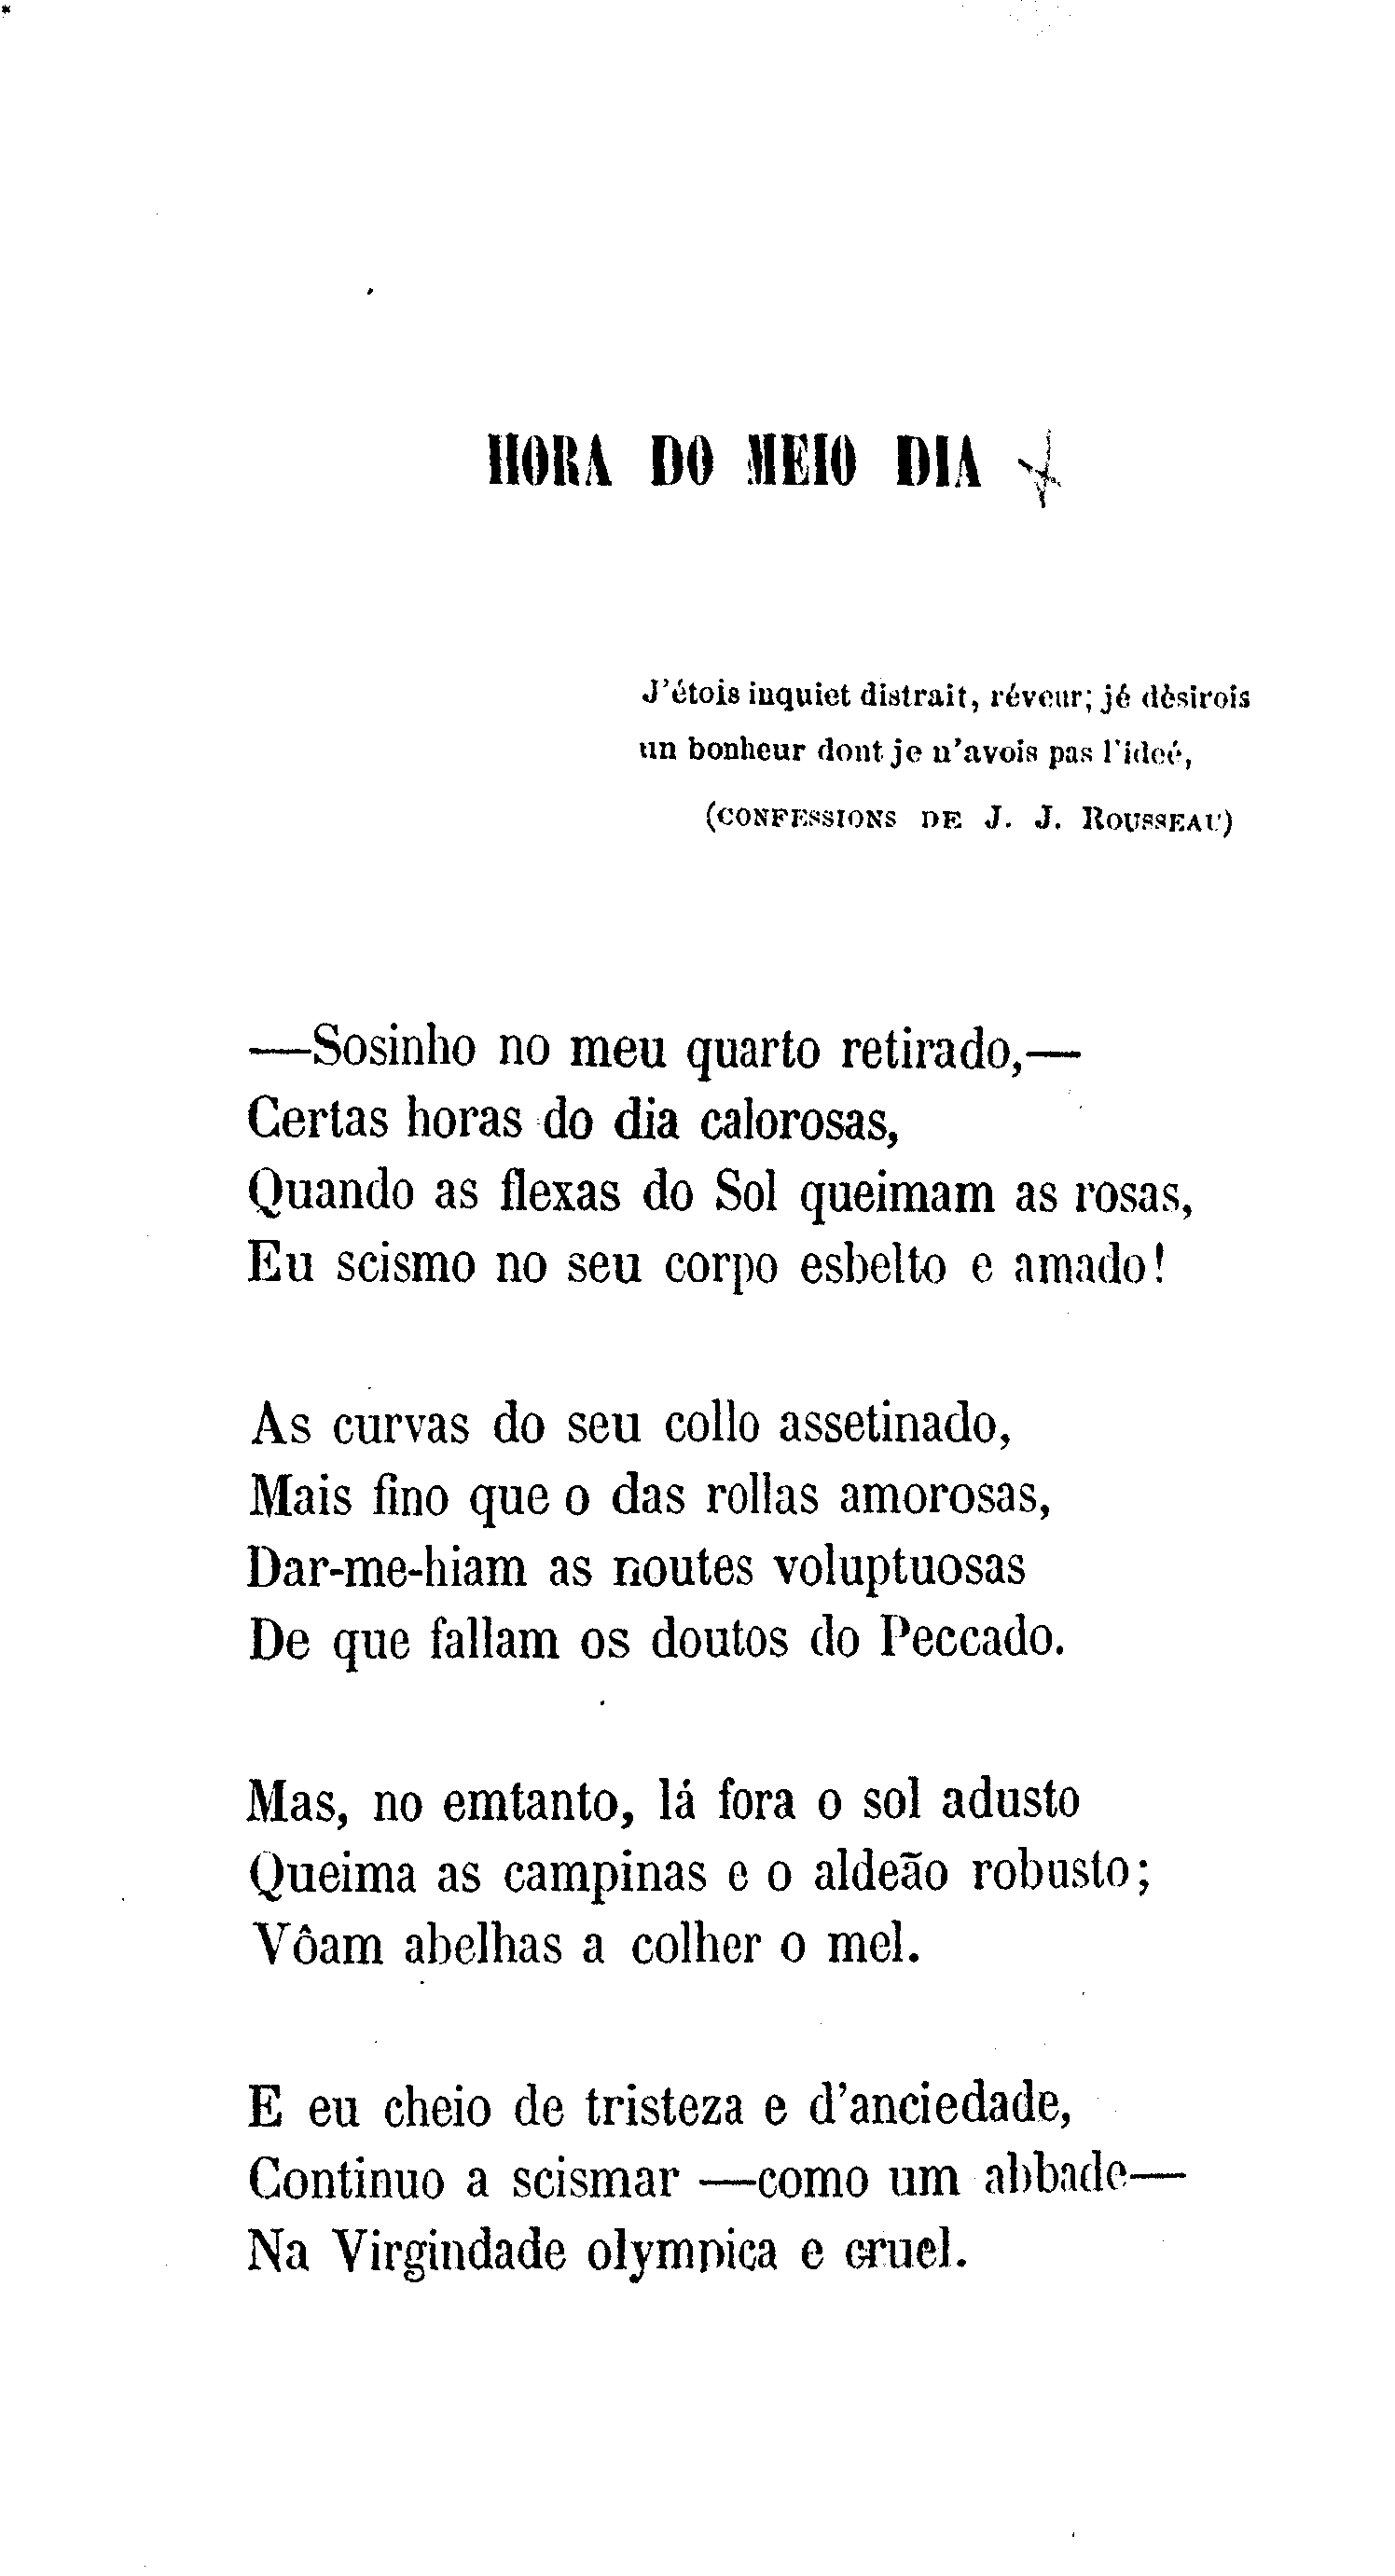 HORA DO MEIO DIA
J'étois inquiet distrait, réveur; jé dèsirois
un bonheur dont je n'avois pas l'ideé,
(CONFESSIONS DE J. J. ROUSSEAU)
—Sosinho no meu quarto retirado,—
Certas horas do dia calorosas,
Quando as flexas do Sol queimam as rosas,
Eu scismo no seu corpo esbelto e amado!
As curvas do seu collo assetinado,
Mais fino que o das rollas amorosas,
Dar-me-hiam as noutes voluptuosas
De que fallam os doutos do Peccado.
Mas, no emtanto, lá fora o sol adusto
Queima as campinas e o aldeão robusto;
Vôam abelhas a colher o mel.
E eu cheio de tristeza e d'anciedade,
Continuo a scismar —como um abbade—
Na Virgindade olympica e cruel.